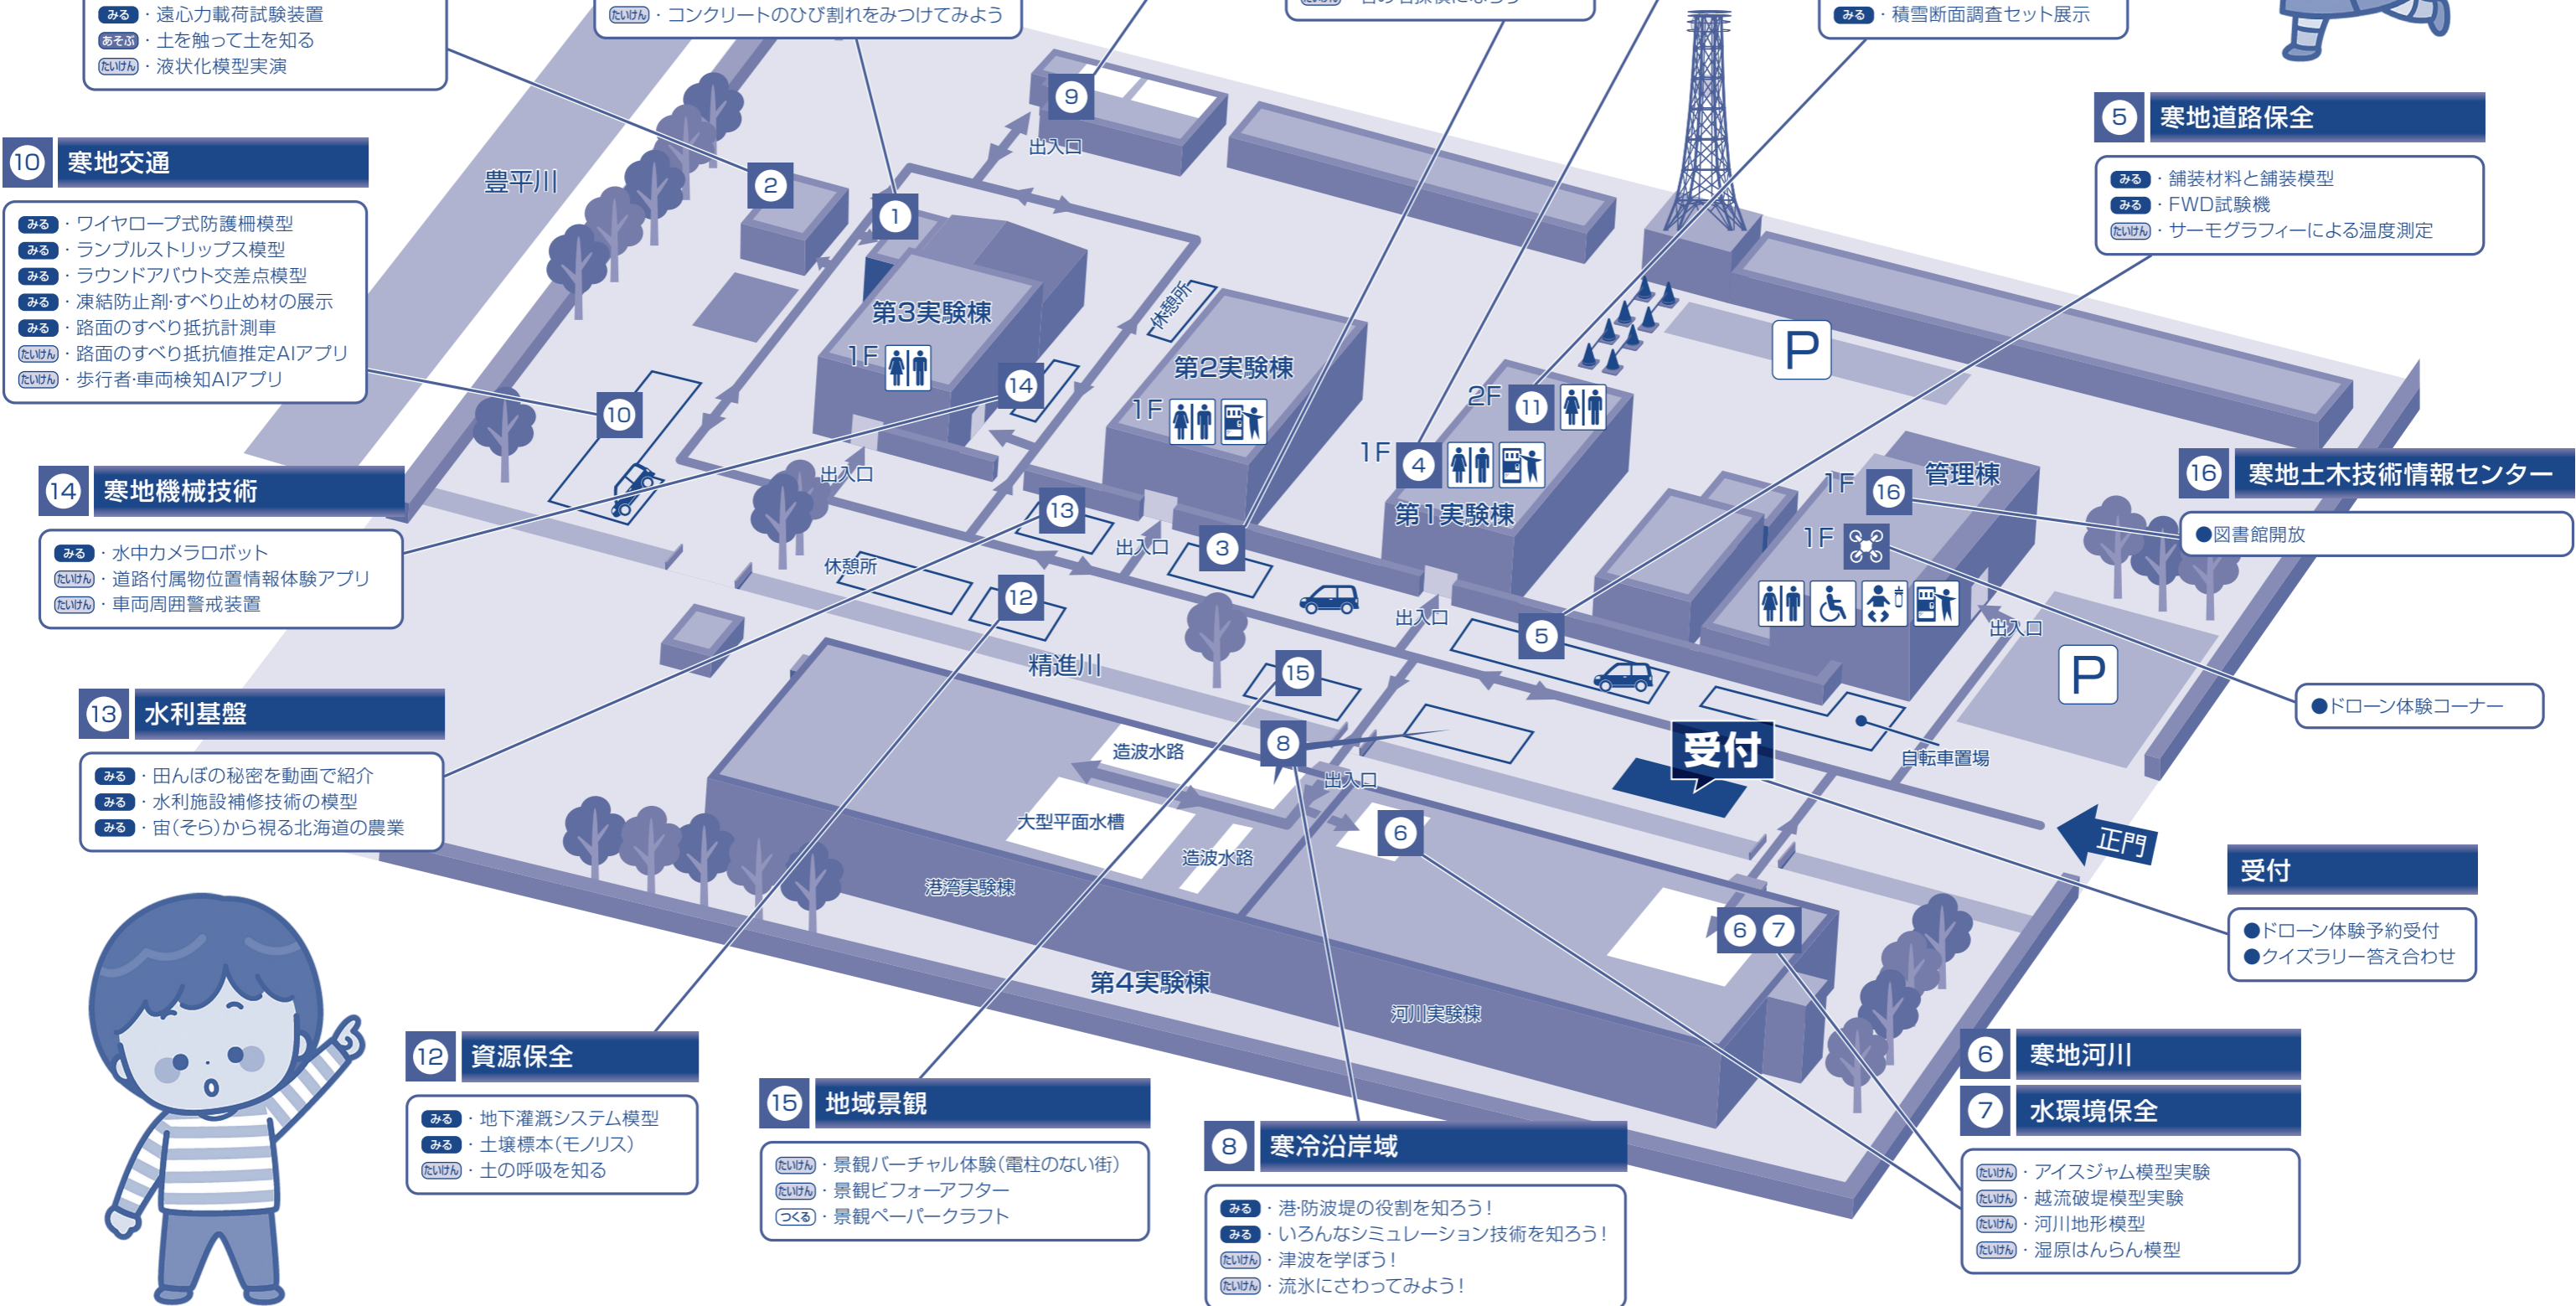 みる・遠心力載荷試験装置
あそぶ・土を触って土を知る
たいけん・液状化模型実演
たいけん・コンクリートのひび割れをみつけてみよう
みる・積雪断面調査セット展示
5 寒地道路保全
みる・舗装材料と舗装模型
みる・FWD試験機
たいけん・サーモグラフィーによる温度測定
10 寒地交通
みる・ワイヤロープ式防護柵模型
みる・ランブルストリップス模型
みる・ラウンドアバウト交差点模型
みる・凍結防止剤・すべり止め材の展示
みる・路面のすべり抵抗計測車
たいけん・路面のすべり抵抗値推定AIアプリ
たいけん・歩行者・車両検知AIアプリ
14 寒地機械技術
みる・水中カメラロボット
たいけん・道路付属物位置情報体験アプリ
たいけん・車両周囲警戒装置
13 水利基盤
みる・田んぼの秘密を動画で紹介
みる・水利施設補修技術の模型
みる・宙(そら)から視る北海道の農業
16 寒地土木技術情報センター
●図書館開放
●ドローン体験コーナー
豊平川
9
出入口
2
1
第3実験棟
1F
14
休憩所
第2実験棟
1F
10
出入口
P
2F 11
1F 4
第1実験棟
管理棟
1F 16
1F
13
出入口
3
休憩所
12
出入口
5
出入口
P
精進川
15
8
造波水路
出入口
受付
自転車置場
大型平面水槽
造波水路
6
正門
港湾実験棟
6 7
第4実験棟
河川実験棟
受付
●ドローン体験予約受付
●クイズラリー答え合わせ
12 資源保全
みる・地下灌漑システム模型
みる・土壌標本(モノリス)
たいけん・土の呼吸を知る
15 地域景観
たいけん・景観バーチャル体験(電柱のない街)
たいけん・景観ビフォーアフター
つくる・景観ペーパークラフト
8 寒冷沿岸域
みる・港・防波堤の役割を知ろう!
みる・いろんなシミュレーション技術を知ろう!
たいけん・津波を学ぼう!
たいけん・流氷にさわってみよう!
6 寒地河川
7 水環境保全
たいけん・アイスジャム模型実験
たいけん・越流破堤模型実験
たいけん・河川地形模型
たいけん・湿原はんらん模型